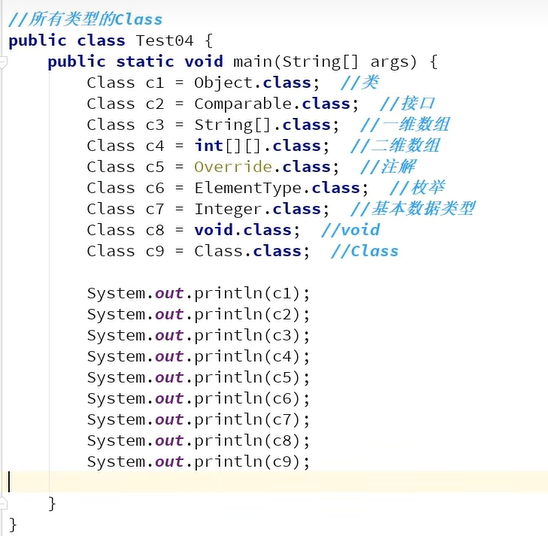 //所有类型的Class
public class Test04 {
    public static void main(String[] args) {
        Class c1 = Object.class;  //类
        Class c2 = Comparable.class;  //接口
        Class c3 = String[].class;  //一维数组
        Class c4 = int[][].class;  //二维数组
        Class c5 = Override.class;  //注解
        Class c6 = ElementType.class;  //枚举
        Class c7 = Integer.class;  //基本数据类型
        Class c8 = void.class;  //void
        Class c9 = Class.class;  //Class
        System.out.println(c1);
        System.out.println(c2);
        System.out.println(c3);
        System.out.println(c4);
        System.out.println(c5);
        System.out.println(c6);
        System.out.println(c7);
        System.out.println(c8);
        System.out.println(c9);
    }
}